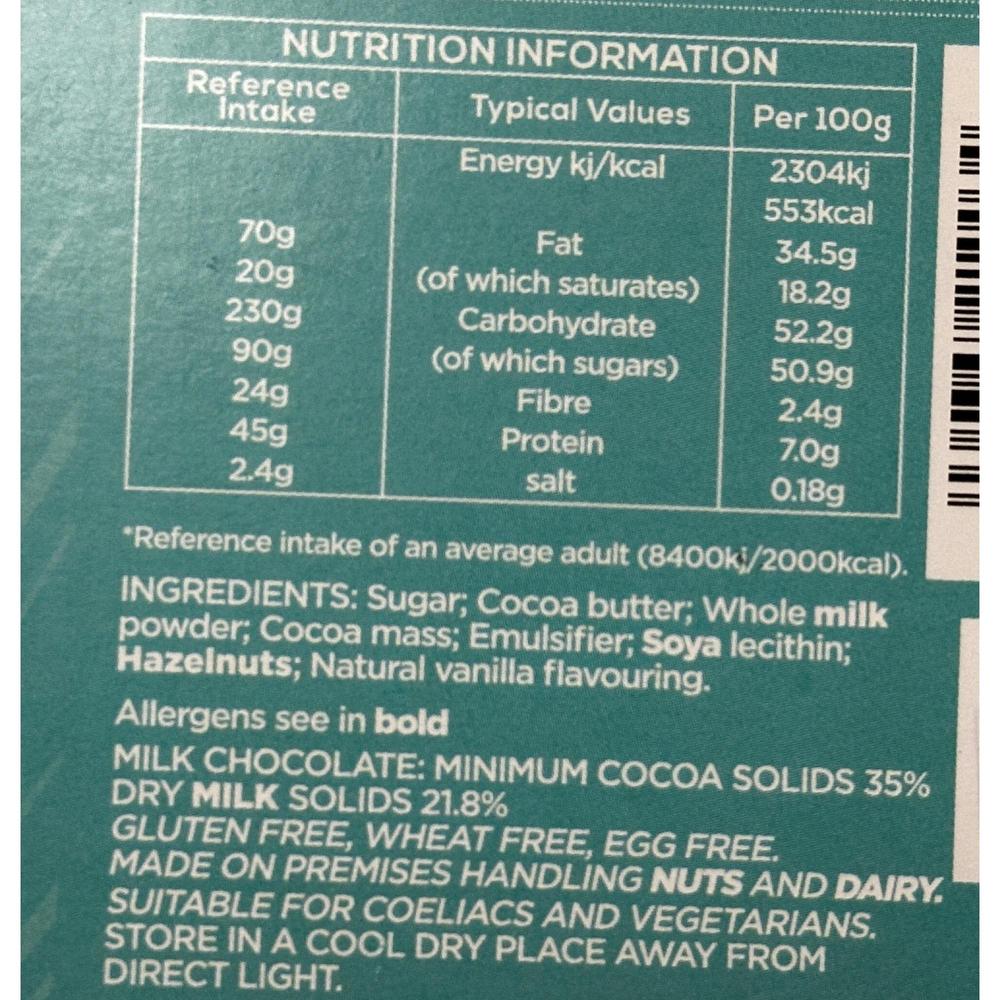 NUTRITION INFORMATION
Reference Intake Typical Values Per 100g
Energy kj/kcal 2304kj
553kcal
70g Fat 34.5g
20g (of which saturates) 18.2g
230g Carbohydrate 52.2g
90g (of which sugars) 50.9g
24g Fibre 2.4g
45g Protein 7.0g
2.4g salt 0.18g
*Reference intake of an average adult (8400kj/2000kcal).
INGREDIENTS: Sugar; Cocoa butter; Whole milk
powder; Cocoa mass; Emulsifier; Soya lecithin;
Hazelnuts; Natural vanilla flavouring.
Allergens see in bold
MILK CHOCOLATE: MINIMUM COCOA SOLIDS 35%
DRY MILK SOLIDS 21.8%
GLUTEN FREE, WHEAT FREE, EGG FREE.
MADE ON PREMISES HANDLING NUTS AND DAIRY.
SUITABLE FOR COELIACS AND VEGETARIANS.
STORE IN A COOL DRY PLACE AWAY FROM
DIRECT LIGHT.